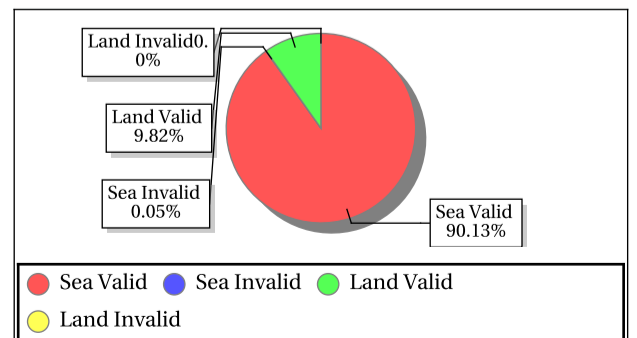 Land Invalid0.
0%
Land Valid
9.82%
Sea Invalid
0.05%
Sea Valid
90.13%
Sea Valid Sea Invalid Land Valid
Land Invalid